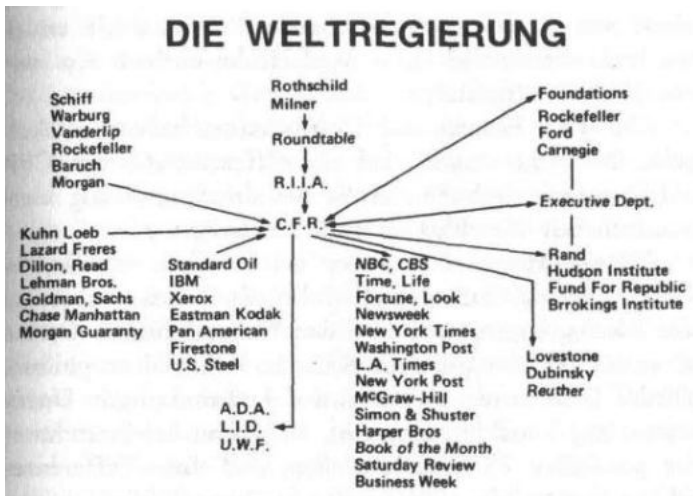 DIE WELTREGIERUNG
Schiff
Warburg
Vanderlip
Rockefeller
Baruch
Morgan
Rothschild
Milner
Roundtable
R.I.I.A.
C.F.R.
Foundations
Rockefeller
Ford
Carnegie
Executive Dept.
Rand
Hudson Institute
Fund For Republic
Brookings Institute
Kuhn Loeb
Lazard Freres
Dillon, Read
Lehman Bros.
Goldman, Sachs
Chase Manhattan
Morgan Guaranty
Standard Oil
IBM
Xerox
Eastman Kodak
Pan American
Firestone
U.S. Steel
NBC, CBS
Time, Life
Fortune, Look
Newsweek
New York Times
Washington Post
L.A. Times
New York Post
McGraw-Hill
Simon & Shuster
Harper Bros
Book of the Month
Saturday Review
Business Week
Lovestone
Dubinsky
Reuther
A.D.A.
L.I.D.
U.W.F.